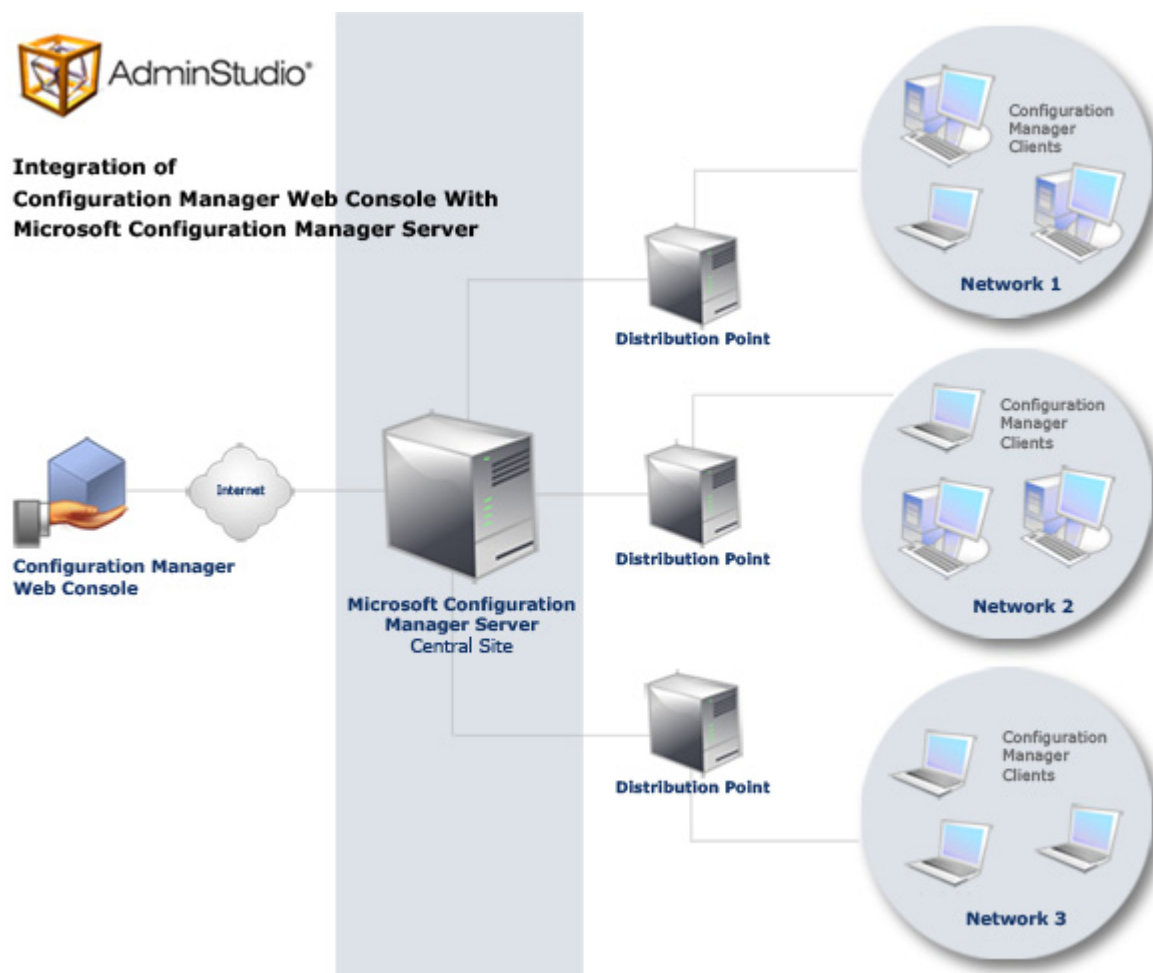 AdminStudio®
Integration of
Configuration Manager Web Console With
Microsoft Configuration Manager Server
Configuration
Manager
Clients
Network 1
Distribution Point
Configuration
Manager
Clients
Network 2
Distribution Point
Internet
Configuration Manager
Web Console
Microsoft Configuration
Manager Server
Central Site
Configuration
Manager
Clients
Network 3
Distribution Point